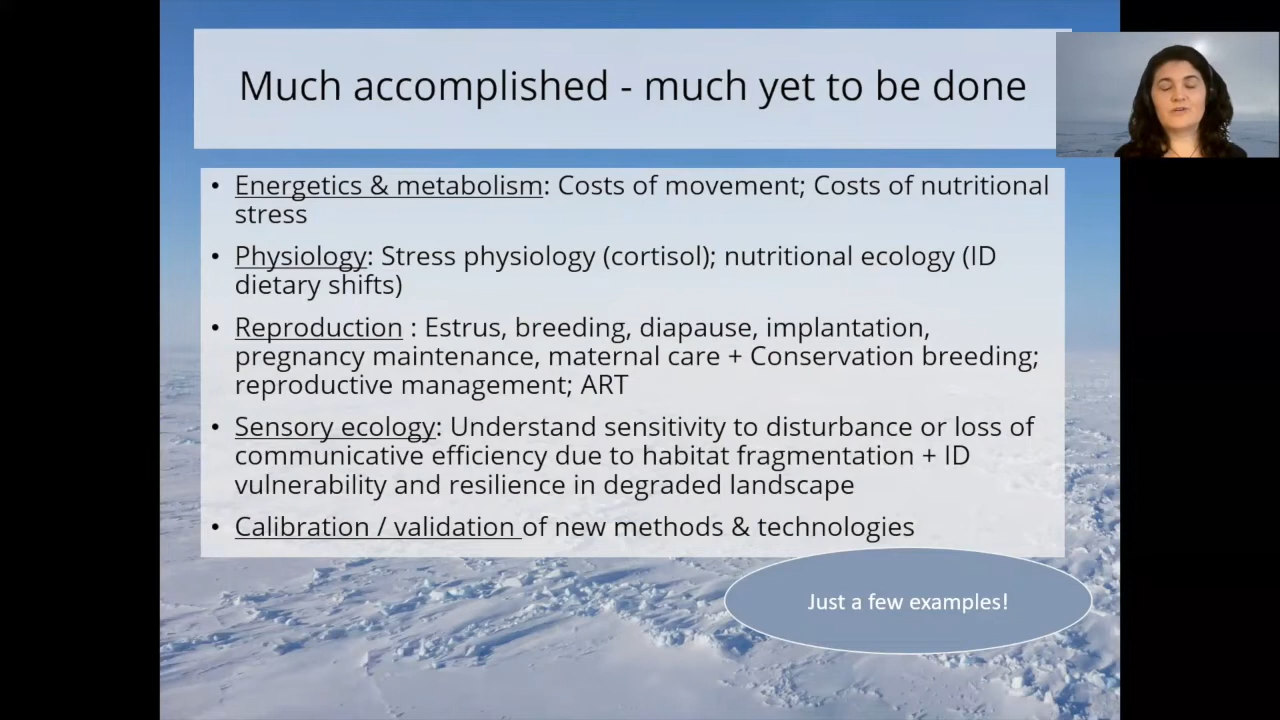 Much accomplished - much yet to be done
• Energetics & metabolism: Costs of movement; Costs of nutritional
stress
• Physiology: Stress physiology (cortisol); nutritional ecology (ID
dietary shifts)
• Reproduction : Estrus, breeding, diapause, implantation,
pregnancy maintenance, maternal care + Conservation breeding;
reproductive management; ART
• Sensory ecology: Understand sensitivity to disturbance or loss of
communicative efficiency due to habitat fragmentation + ID
vulnerability and resilience in degraded landscape
• Calibration / validation of new methods & technologies
Just a few examples!